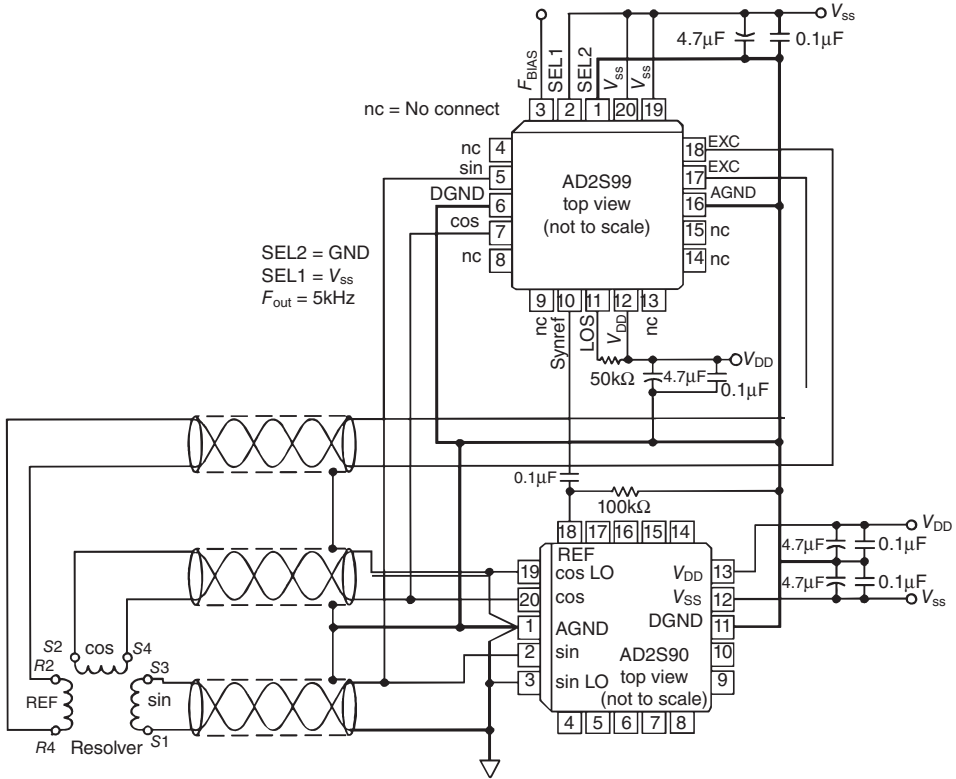 V_ss
4.7µF
0.1µF
F_BIAS
SEL1
SEL2
V_ss
V_ss
nc = No connect
3
2
1
20
19
nc
4
sin
5
DGND
6
cos
7
nc
8
AD2S99
top view
(not to scale)
18
EXC
17
EXC
16
AGND
15
nc
14
nc
SEL2 = GND
SEL1 = V_ss
F_out = 5kHz
9
10
11
12
13
nc
Synref
LOS
V_DD
nc
50kΩ
4.7µF
0.1µF
V_DD
0.1µF
100kΩ
18
17
16
15
14
REF
19
cos LO
20
cos
1
AGND
2
sin
3
sin LO
V_DD
13
V_SS
12
DGND
11
10
9
AD2S90
top view
(not to scale)
4
5
6
7
8
V_DD
4.7µF
0.1µF
4.7µF
0.1µF
V_ss
S2
cos
S4
R2
S3
REF
sin
R4
S1
Resolver